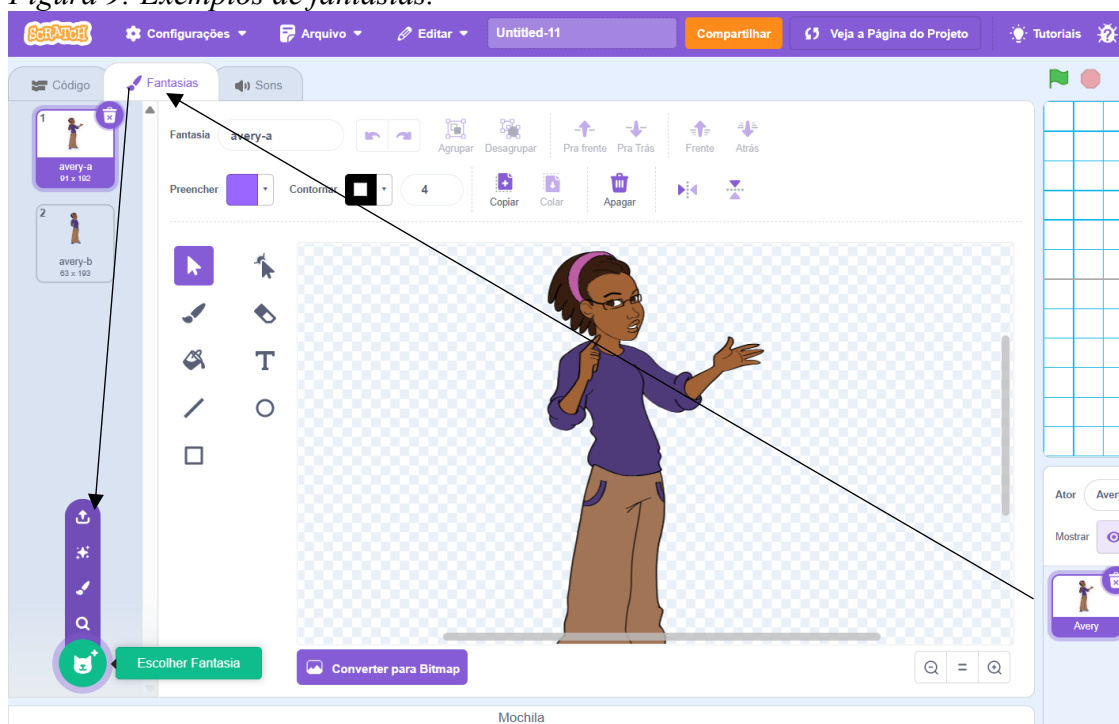 Figura 9: Exemplos de fantasias.
SCRATCH Configurações Arquivo Editar Untitled-11 Compartilhar Veja a Página do Projeto Tutoriais
Código Fantasias Sons
1
avery-a
91 x 192
2
avery-b
63 x 193
Fantasia avery-a Agrupar Desagrupar Pra frente Pra Trás Frente Atrás
Preencher Contornar 4 Copiar Colar Apagar
T
Ator Avery
Mostrar
Avery
Escolher Fantasia
Converter para Bitmap
=
Mochila